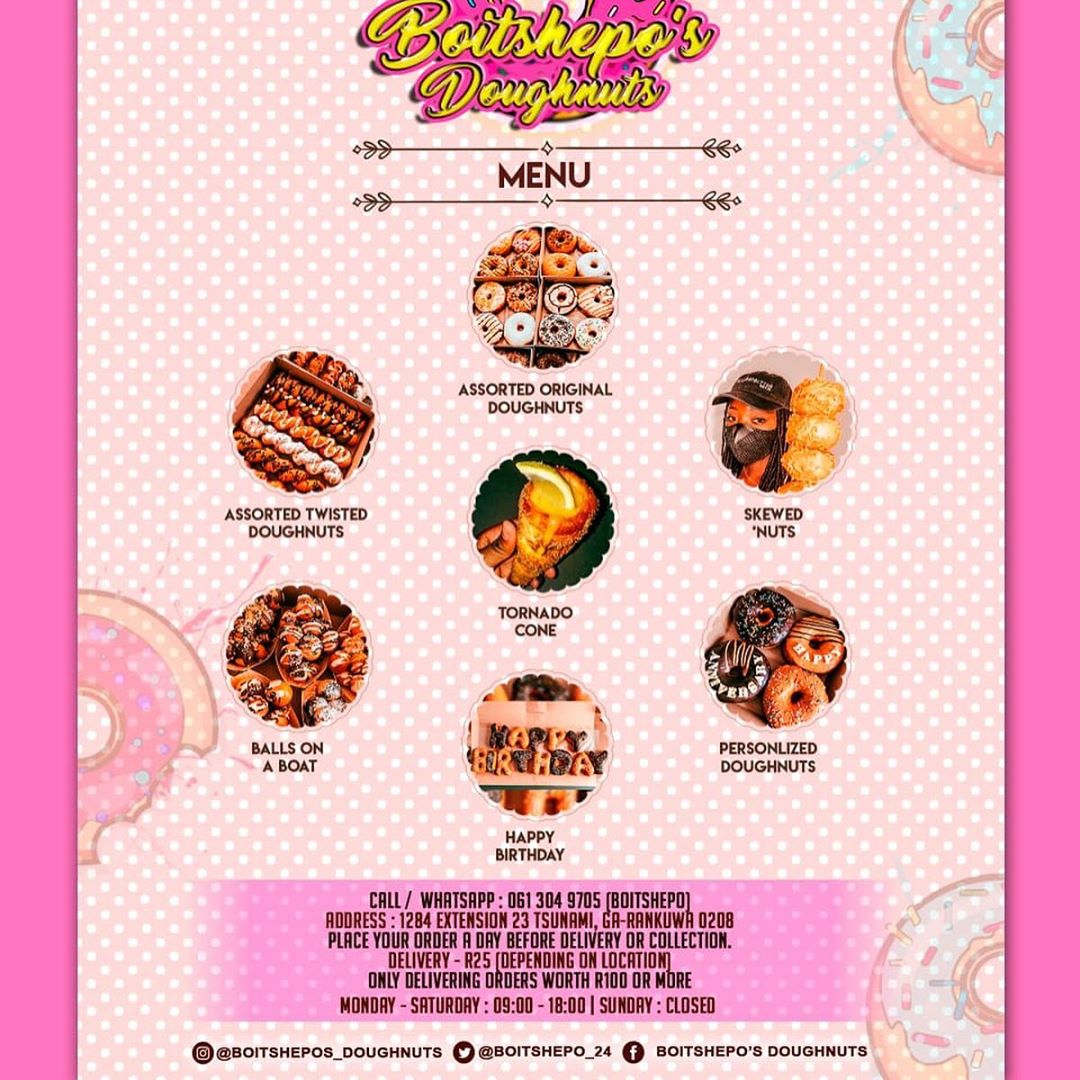 Boitshepo's
Doughnuts
MENU
ASSORTED ORIGINAL
DOUGHNUTS
ASSORTED TWISTED
DOUGHNUTS
SKEWED
'NUTS
TORNADO
CONE
BALLS ON
A BOAT
ANNIVERSARY
HAPPY
PERSONLIZED
DOUGHNUTS
HAPPY
BIRTHDAY
HAPPY
BIRTHDAY
CALL / WHATSAPP : 061 304 9705 (BOITSHEPO)
ADDRESS : 1284 EXTENSION 23 TSUNAMI, GA-RANKUWA 0208
PLACE YOUR ORDER A DAY BEFORE DELIVERY OR COLLECTION.
DELIVERY - R25 (DEPENDING ON LOCATION)
ONLY DELIVERING ORDERS WORTH R100 OR MORE
MONDAY - SATURDAY : 09:00 - 18:00 | SUNDAY : CLOSED
@BOITSHEPOS_DOUGHNUTS @BOITSHEPO_24 BOITSHEPO'S DOUGHNUTS